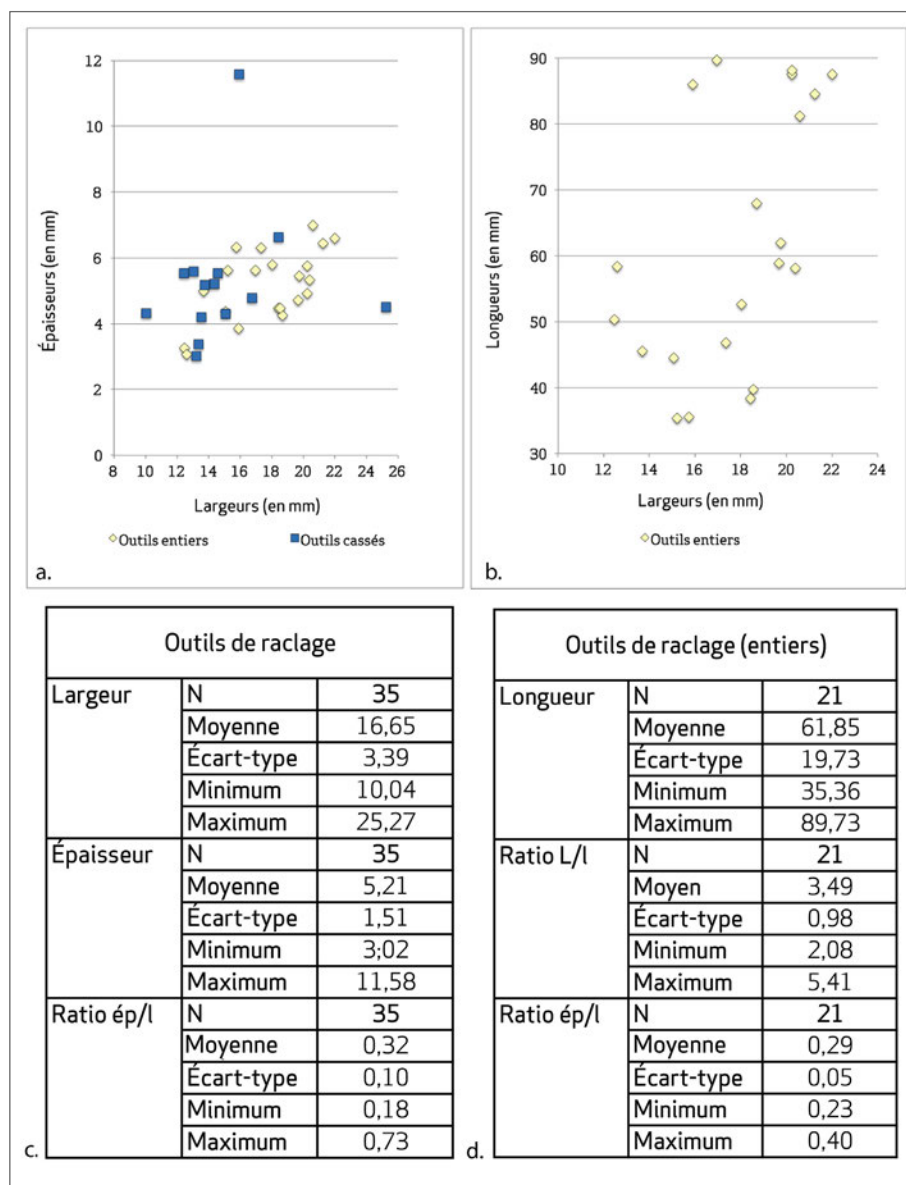 12
10
8
6
4
2
0
Épaisseurs (en mm)
8 10 12 14 16 18 20 22 24 26
Largeurs (en mm)
Outils entiers Outils cassés
a.
90
80
70
60
50
40
30
Longueurs (en mm)
10 12 14 16 18 20 22 24
Largeurs (en mm)
Outils entiers
b.
Outils de raclage
Largeur N 35
Moyenne 16,65
Écart-type 3,39
Minimum 10,04
Maximum 25,27
Épaisseur N 35
Moyenne 5,21
Écart-type 1,51
Minimum 3;02
Maximum 11,58
Ratio ép/l N 35
Moyenne 0,32
Écart-type 0,10
Minimum 0,18
Maximum 0,73
c.
Outils de raclage (entiers)
Longueur N 21
Moyenne 61,85
Écart-type 19,73
Minimum 35,36
Maximum 89,73
Ratio L/l N 21
Moyen 3,49
Écart-type 0,98
Minimum 2,08
Maximum 5,41
Ratio ép/l N 21
Moyenne 0,29
Écart-type 0,05
Minimum 0,23
Maximum 0,40
d.